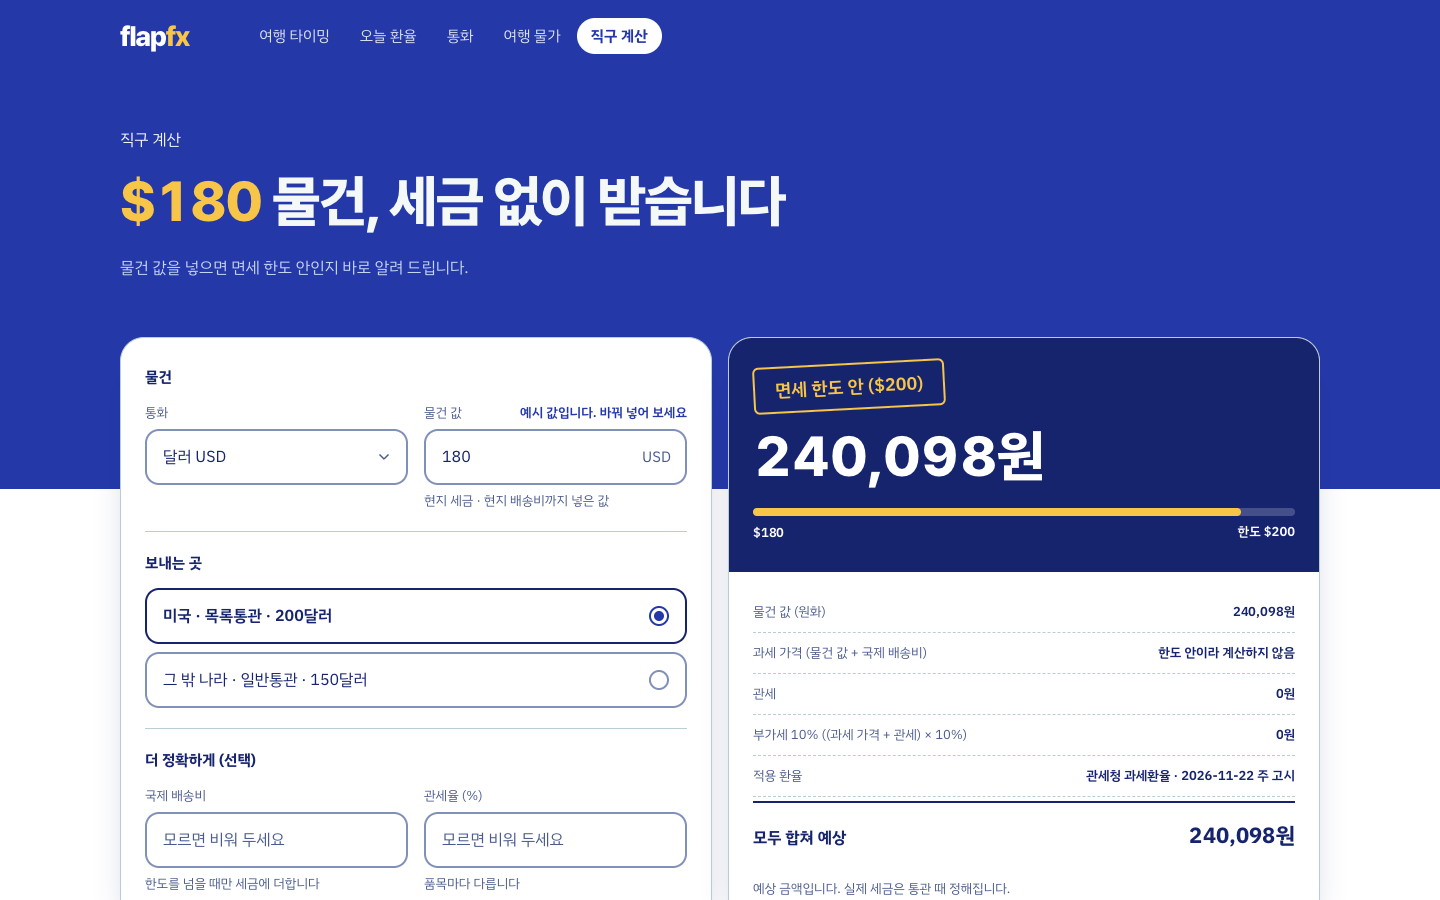 flapfx
여행 타이밍
오늘 환율
통화
여행 물가
직구 계산
직구 계산
$180 물건, 세금 없이 받습니다
물건 값을 넣으면 면세 한도 안인지 바로 알려 드립니다.
물건
통화
물건 값
예시 값입니다. 바꿔 넣어 보세요
달러 USD
180
USD
현지 세금 · 현지 배송비까지 넣은 값
보내는 곳
미국 · 목록통관 · 200달러
그 밖 나라 · 일반통관 · 150달러
더 정확하게 (선택)
국제 배송비
관세율 (%)
모르면 비워 두세요
모르면 비워 두세요
한도를 넘을 때만 세금에 더합니다
품목마다 다릅니다
면세 한도 안 ($200)
240,098원
$180
한도 $200
물건 값 (원화)
240,098원
과세 가격 (물건 값 + 국제 배송비)
한도 안이라 계산하지 않음
관세
0원
부가세 10% ((과세 가격 + 관세) × 10%)
0원
적용 환율
관세청 과세환율 · 2026-11-22 주 고시
모두 합쳐 예상
240,098원
예상 금액입니다. 실제 세금은 통관 때 정해집니다.